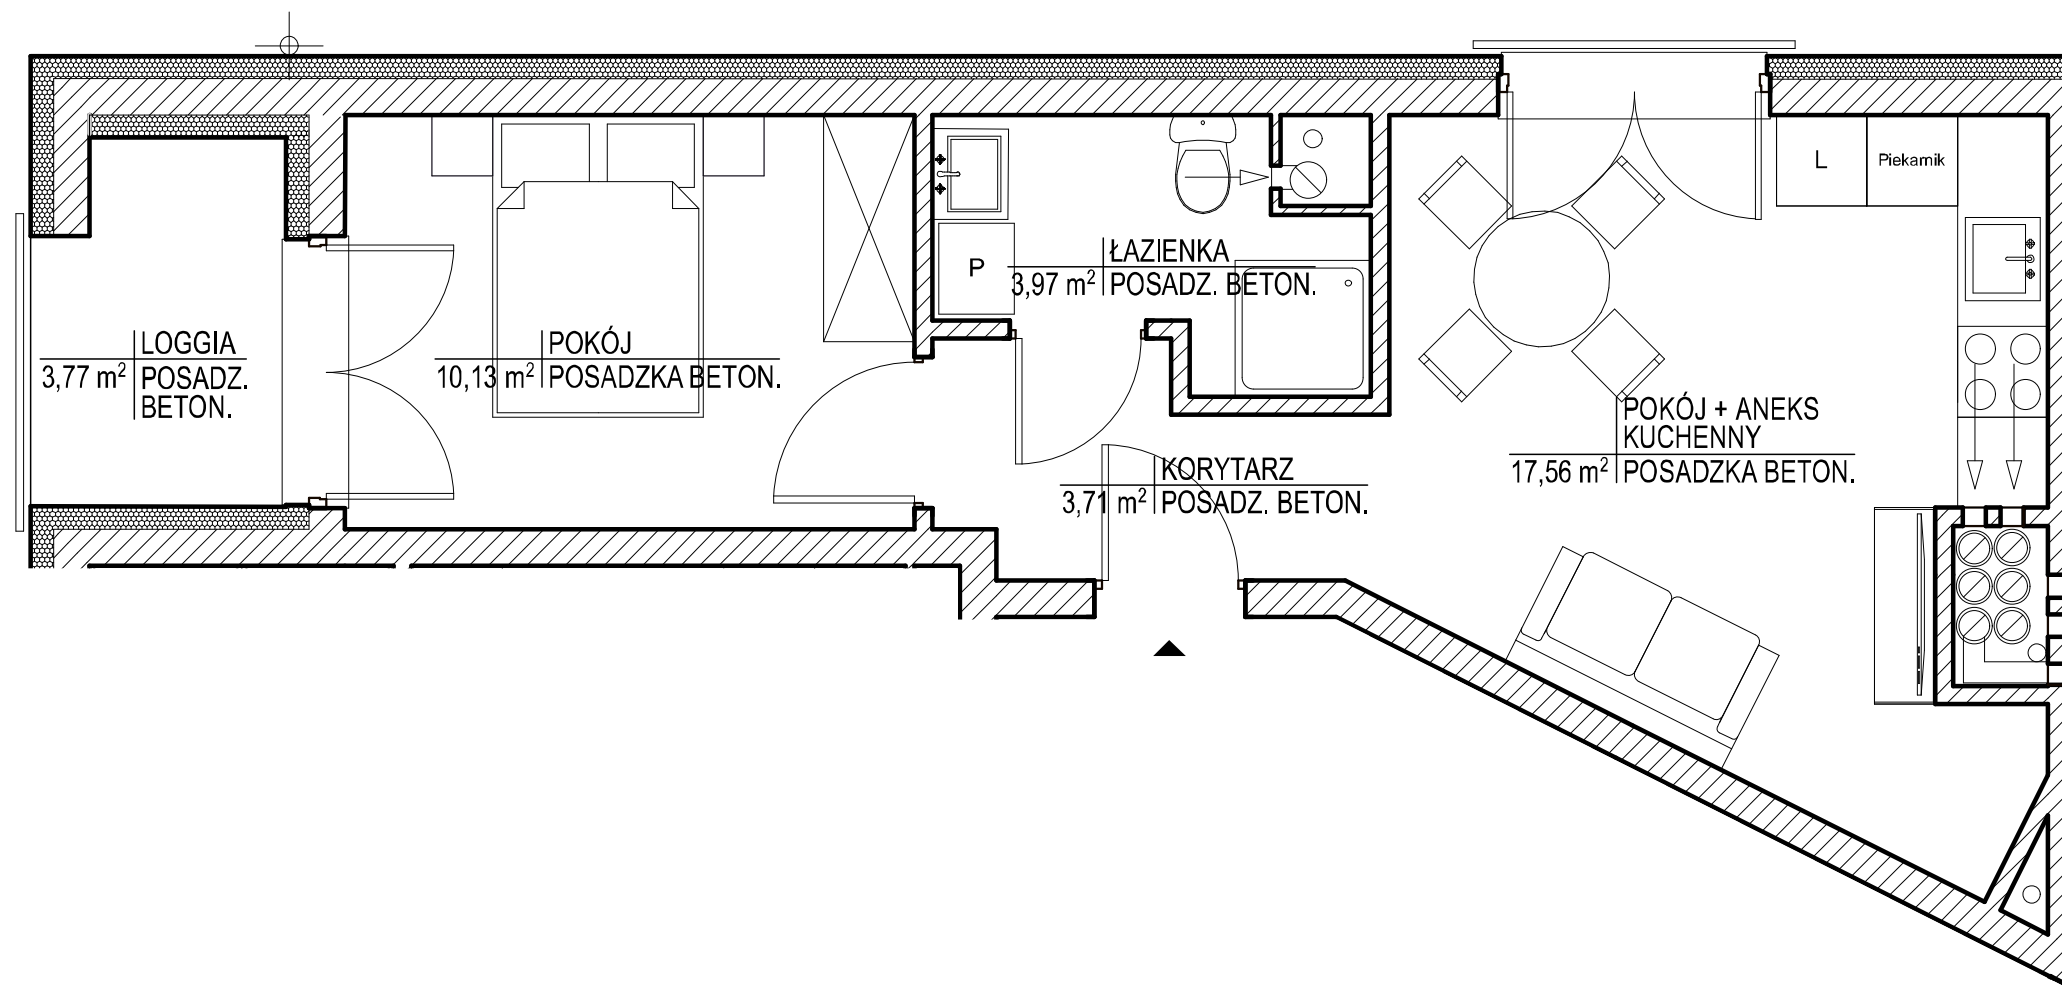 L
Piekarnik
P
ŁAZIENKA
3,97 m² POSADZ. BETON.
LOGGIA
3,77 m² POSADZ.
BETON.
POKÓJ
10,13 m² POSADZKA BETON.
POKÓJ + ANEKS
KUCHENNY
17,56 m² POSADZKA BETON.
KORYTARZ
3,71 m² POSADZ. BETON.